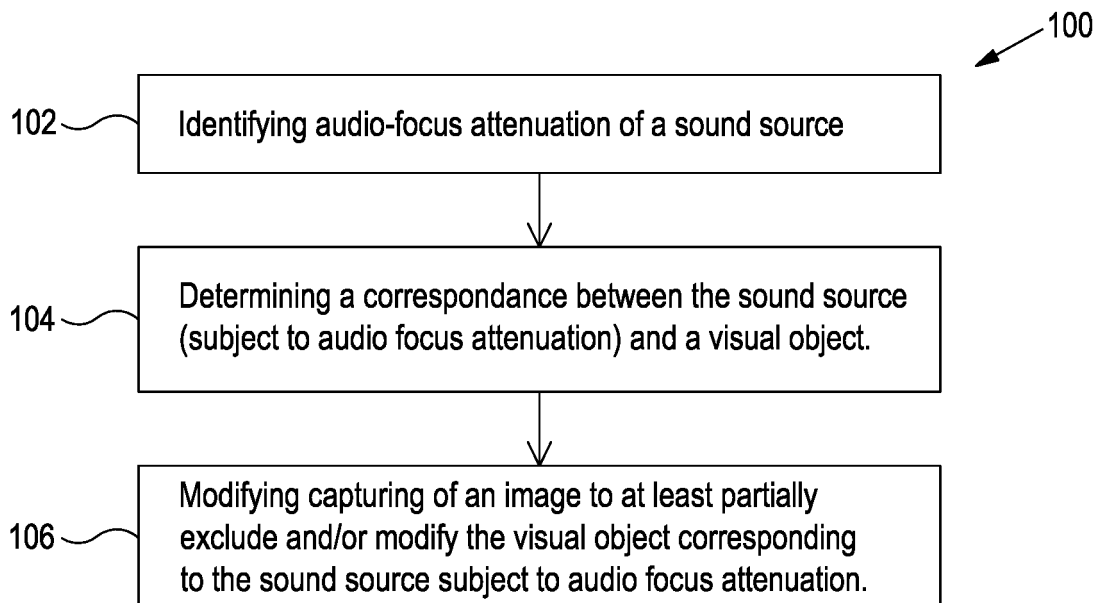 100
102
Identifying audio-focus attenuation of a sound source
104
Determining a correspondance between the sound source
(subject to audio focus attenuation) and a visual object.
106
Modifying capturing of an image to at least partially
exclude and/or modify the visual object corresponding
to the sound source subject to audio focus attenuation.